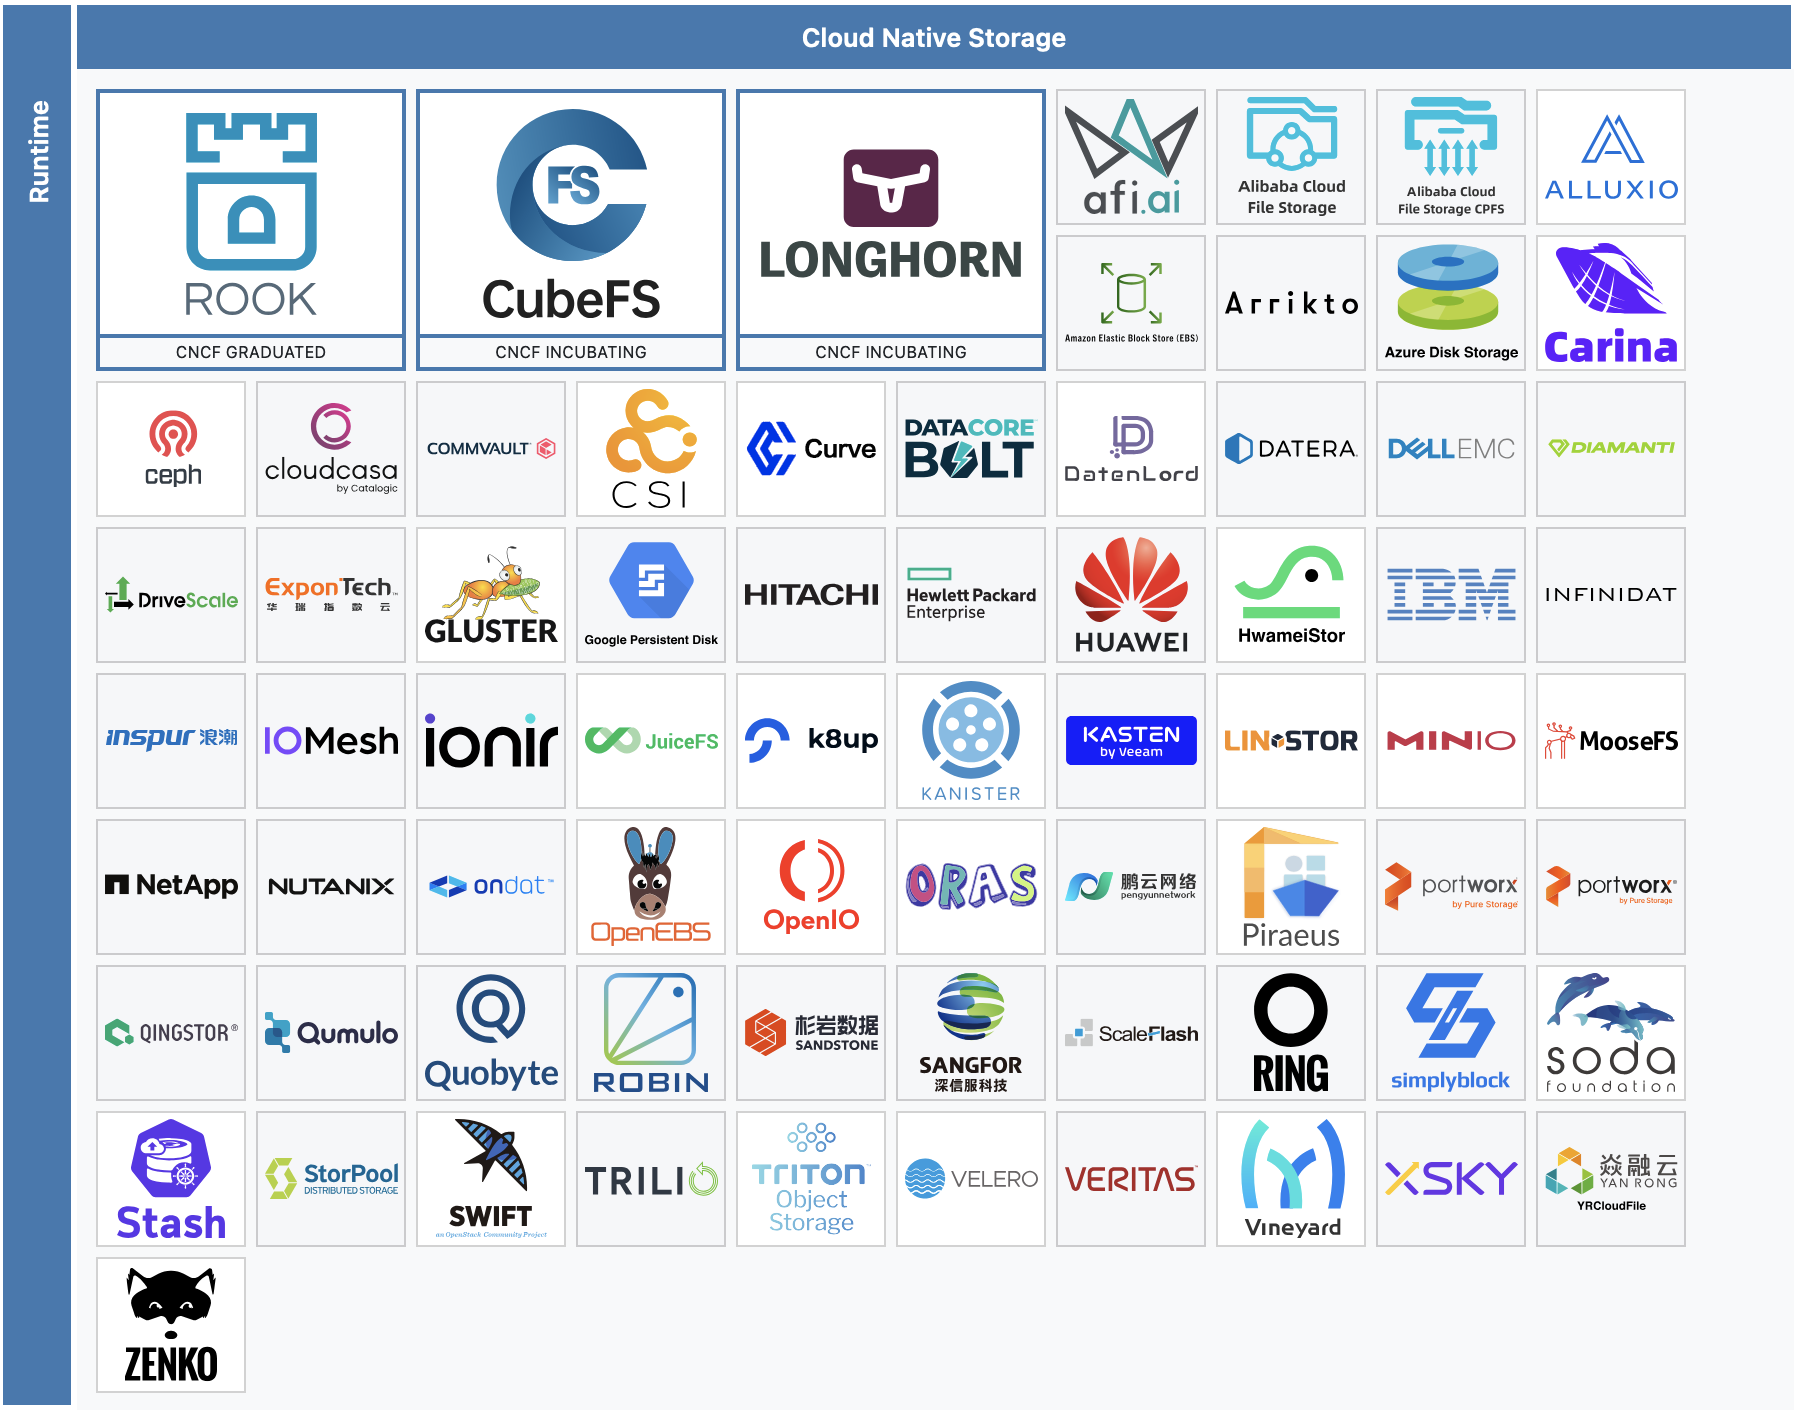 Runtime
Cloud Native Storage
ROOK
CNCF GRADUATED
FS
CubeFS
CNCF INCUBATING
LONGHORN
CNCF INCUBATING
afi.ai
Alibaba Cloud
File Storage
Alibaba Cloud
File Storage CPFS
ALLUXIO
Amazon Elastic Block Store (EBS)
Arrikto
Azure Disk Storage
Carina
ceph
cloudcasa
by Catalogic
COMMVAULT
CSI
Curve
DATACORE
BOLT
DatenLord
DATERA
DELLEMC
DIAMANTI
DriveScale
ExponTech™
华瑞指数云
GLUSTER
Google Persistent Disk
HITACHI
Hewlett Packard
Enterprise
HUAWEI
HwameiStor
IBM
INFINIDAT
inspur 浪潮
IOMesh
ionir
JuiceFS
k8up
KANISTER
KASTEN
by Veeam
LINSTOR
MINIO
MooseFS
NetApp
NUTANIX
ondat™
OpenEBS
OpenIO
ORAS
鹏云网络
pengyunnetwork
Piraeus
portworx
by Pure Storage
portworx
by Pure Storage
QINGSTOR®
Qumulo
Quobyte
ROBIN
杉岩数据
SANDSTONE
SANGFOR
深信服科技
ScaleFlash
RING
simplyblock
soda
foundation
Stash
StorPool
DISTRIBUTED STORAGE
SWIFT
an OpenStack Community Project
TRILIO
TRITON™
Object
Storage
VELERO
VERITAS
Vineyard
XSKY
焱融云
YAN RONG
YRCloudFile
ZENKO